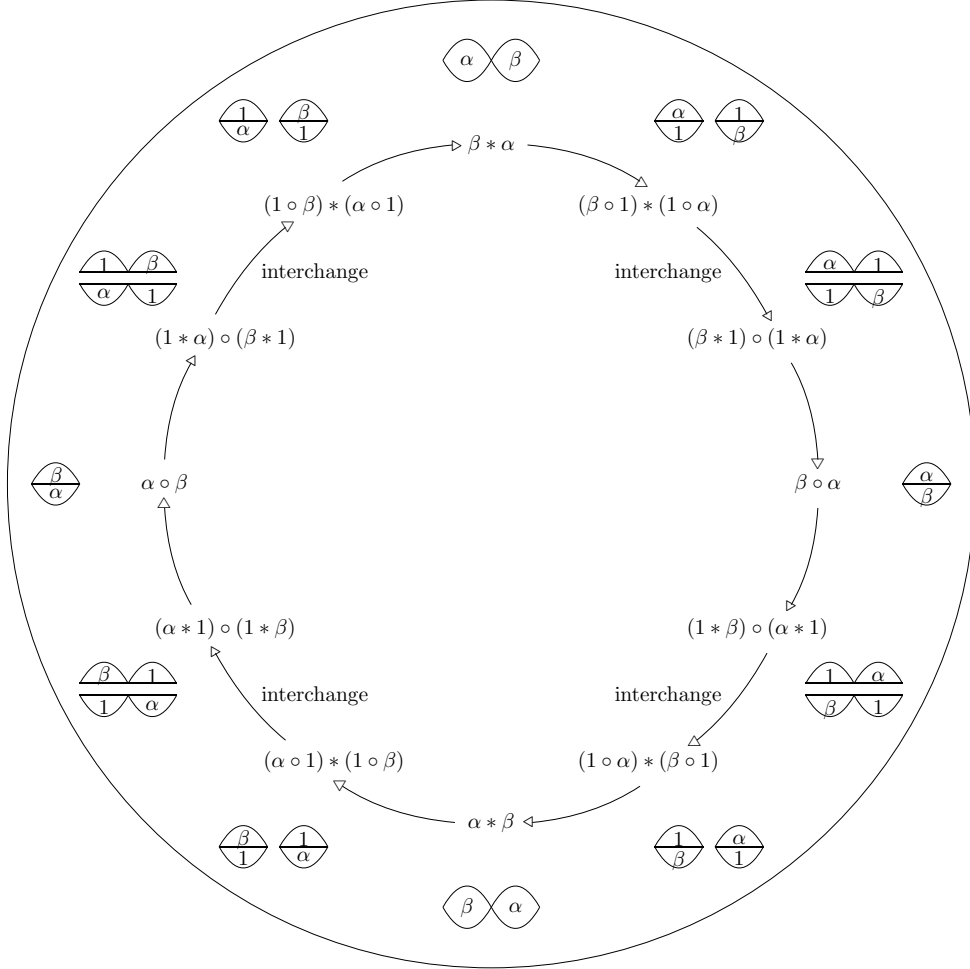 α β
1 β 1
α 1 β
α 1
α 1 β
β ∗ α
(1 ∘ β) ∗ (α ∘ 1)
(β ∘ 1) ∗ (1 ∘ α)
1 β
α 1
interchange
interchange
α 1
1 β
(1 ∗ α) ∘ (β ∗ 1)
(β ∗ 1) ∘ (1 ∗ α)
β
α
α ∘ β
β ∘ α
α
β
(α ∗ 1) ∘ (1 ∗ β)
(1 ∗ β) ∘ (α ∗ 1)
β 1
1 α
interchange
interchange
1 α
β 1
(α ∘ 1) ∗ (1 ∘ β)
(1 ∘ α) ∗ (β ∘ 1)
α ∗ β
β 1
1 α
1 α
β 1
β α